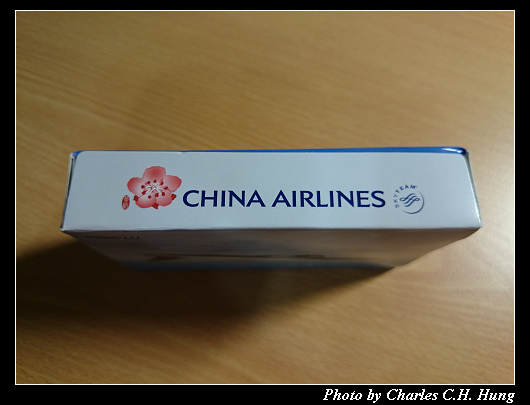 CHINA AIRLINES
SKYTEAM
Photo by Charles C.H. Hung